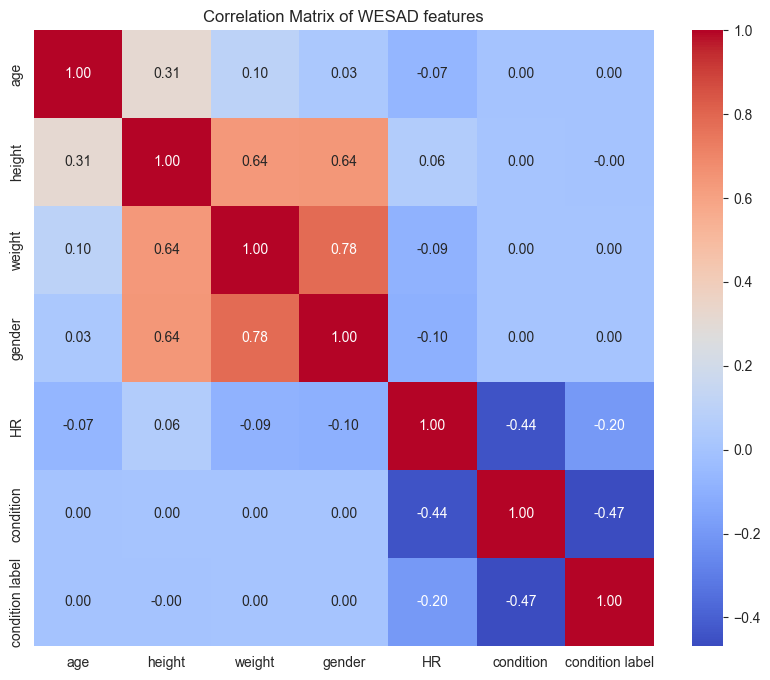 Correlation Matrix of WESAD features
age 1.00 0.31 0.10 0.03 -0.07 0.00 0.00
height 0.31 1.00 0.64 0.64 0.06 0.00 -0.00
weight 0.10 0.64 1.00 0.78 -0.09 0.00 0.00
gender 0.03 0.64 0.78 1.00 -0.10 0.00 0.00
HR -0.07 0.06 -0.09 -0.10 1.00 -0.44 -0.20
condition 0.00 0.00 0.00 0.00 -0.44 1.00 -0.47
condition label 0.00 -0.00 0.00 0.00 -0.20 -0.47 1.00
age height weight gender HR condition condition label
1.0
0.8
0.6
0.4
0.2
0.0
−0.2
−0.4